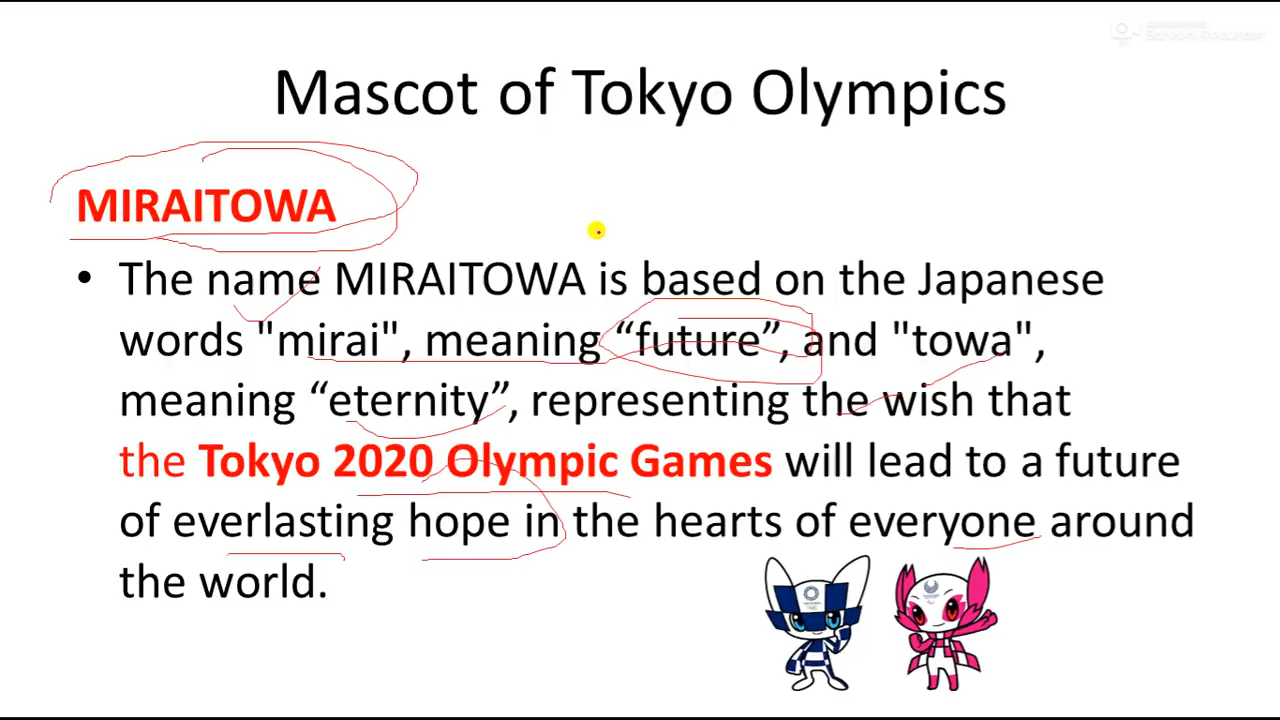 Screen Recorder
Mascot of Tokyo Olympics
MIRAITOWA
• The name MIRAITOWA is based on the Japanese
words "mirai", meaning “future”, and "towa",
meaning “eternity”, representing the wish that
the Tokyo 2020 Olympic Games will lead to a future
of everlasting hope in the hearts of everyone around
the world.